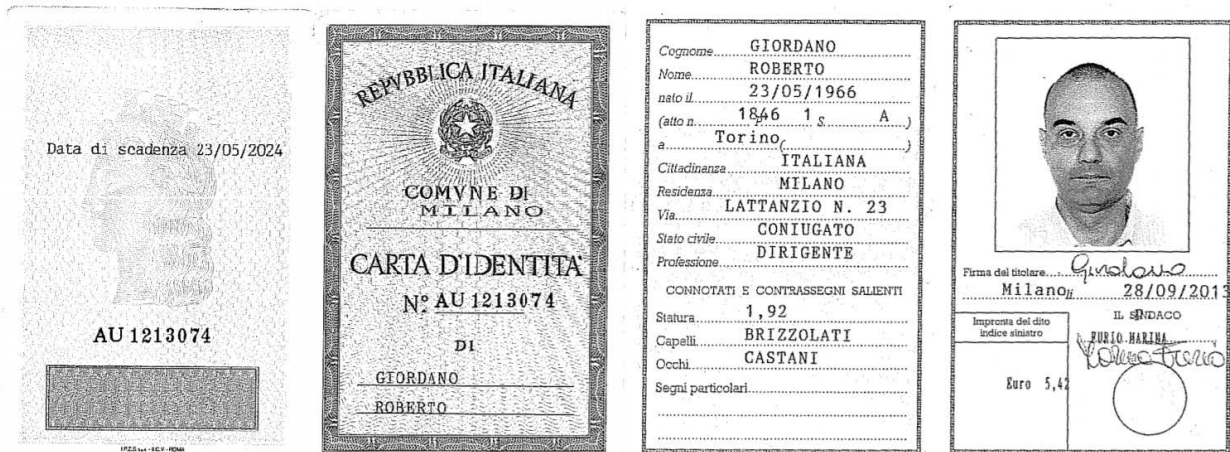 Data di scadenza 23/05/2024
AU 1213074
I.P.Z.S. S.p.A. - O.C.V. - ROMA
REPVBBLICA ITALIANA
COMVNE DI
MILANO
CARTA D'IDENTITA'
Nº AU 1213074
DI
GIORDANO
ROBERTO
Cognome GIORDANO
Nome ROBERTO
nato il 23/05/1966
(atto n. 1846 P. 1 S. A)
a Torino ( )
Cittadinanza ITALIANA
Residenza MILANO
Via LATTANZIO N. 23
Stato civile CONIUGATO
Professione DIRIGENTE
CONNOTATI E CONTRASSEGNI SALIENTI
Statura 1,92
Capelli BRIZZOLATI
Occhi CASTANI
Segni particolari
Firma del titolare Giordano
Milano li 28/09/2013
IL SINDACO
Impronta del dito
indice sinistro
FURIO MARINA
Euro 5,42